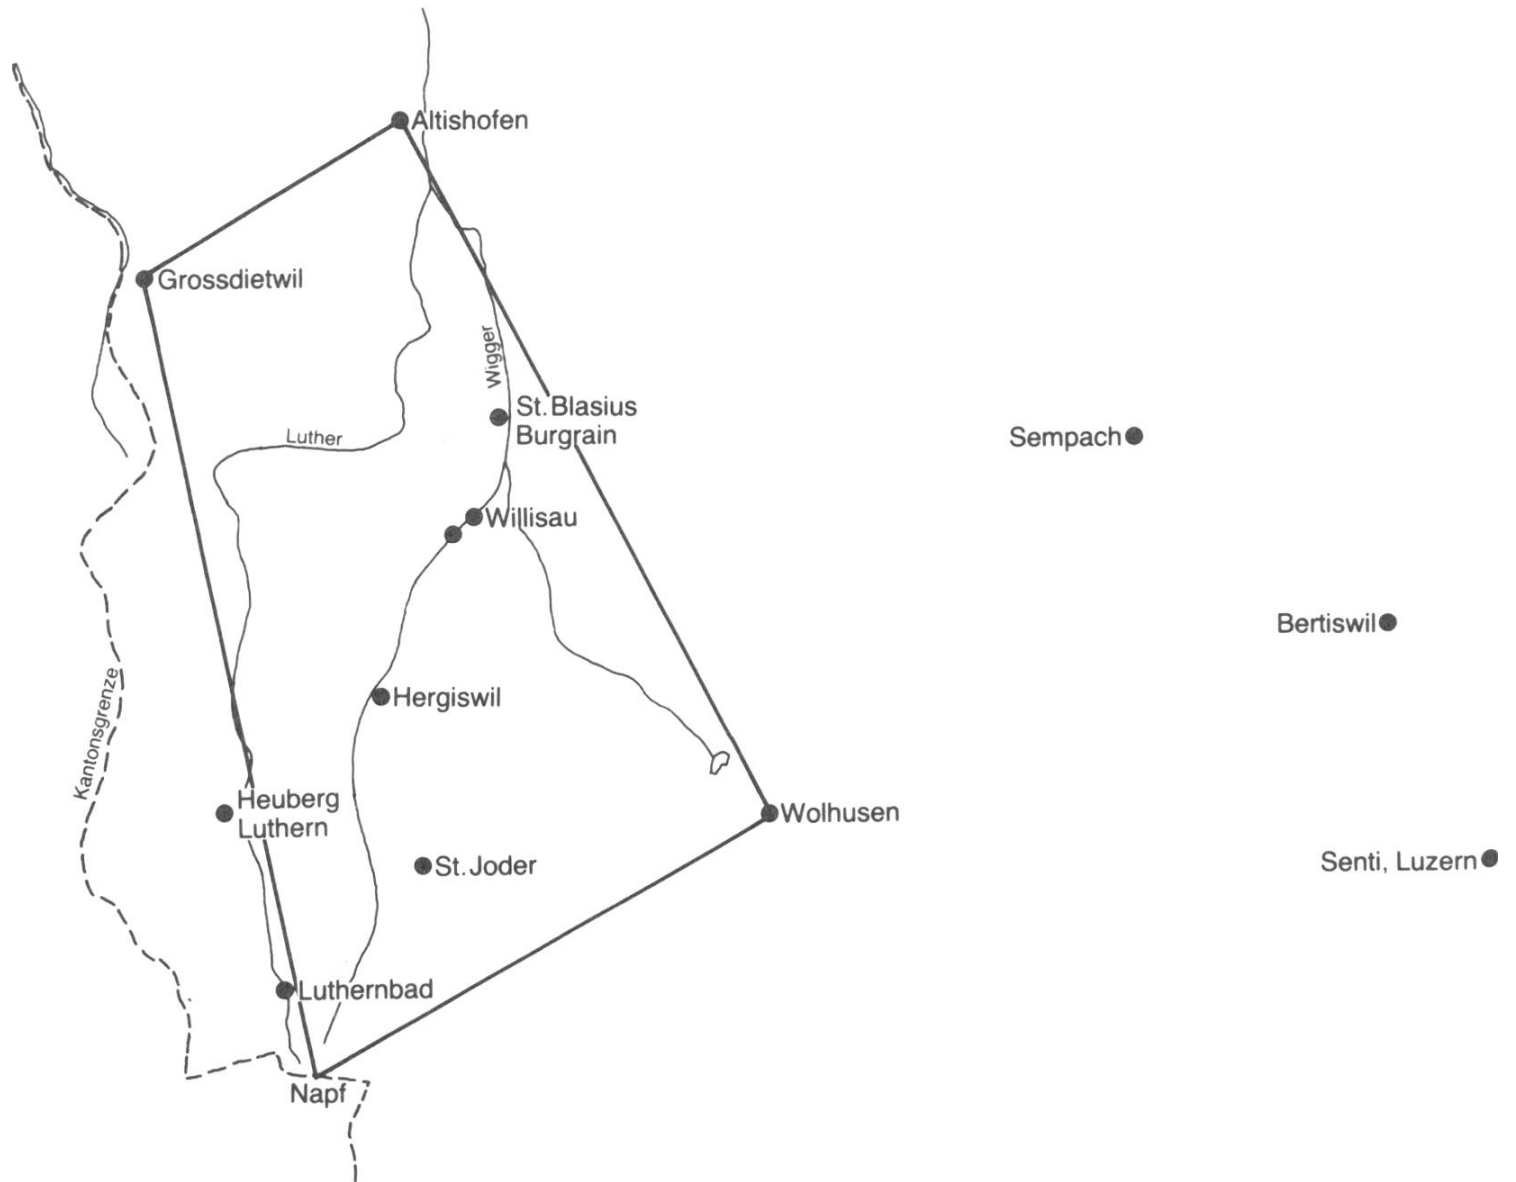 Altishofen
Grossdietwil
Wigger
St. Blasius
Burgrain
Luther
Sempach
Willisau
Bertiswil
Kantonsgrenze
Hergiswil
Heuberg
Luthern
Wolhusen
St. Joder
Senti, Luzern
Luthernbad
Napf